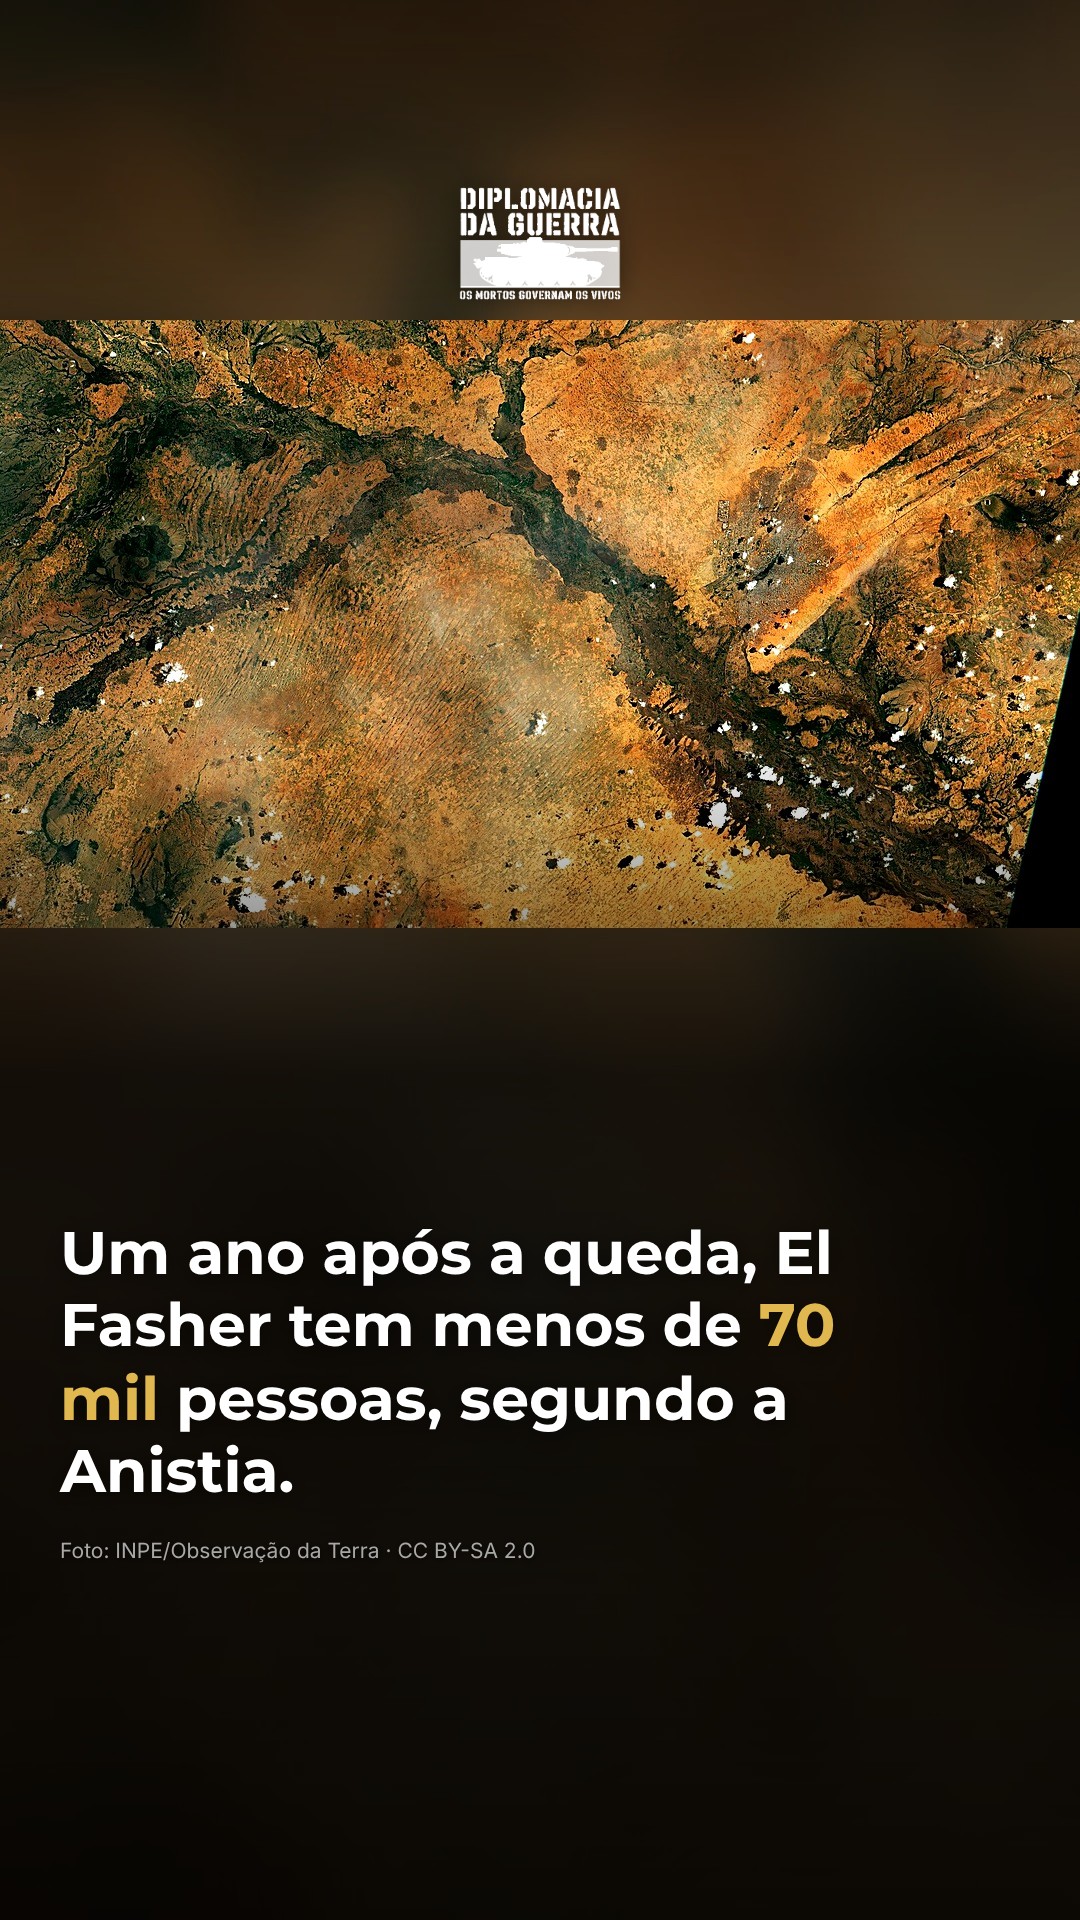 DIPLOMACIA
DA GUERRA
OS MORTOS GOVERNAM OS VIVOS
Um ano após a queda, El
Fasher tem menos de 70
mil pessoas, segundo a
Anistia.
Foto: INPE/Observação da Terra · CC BY-SA 2.0